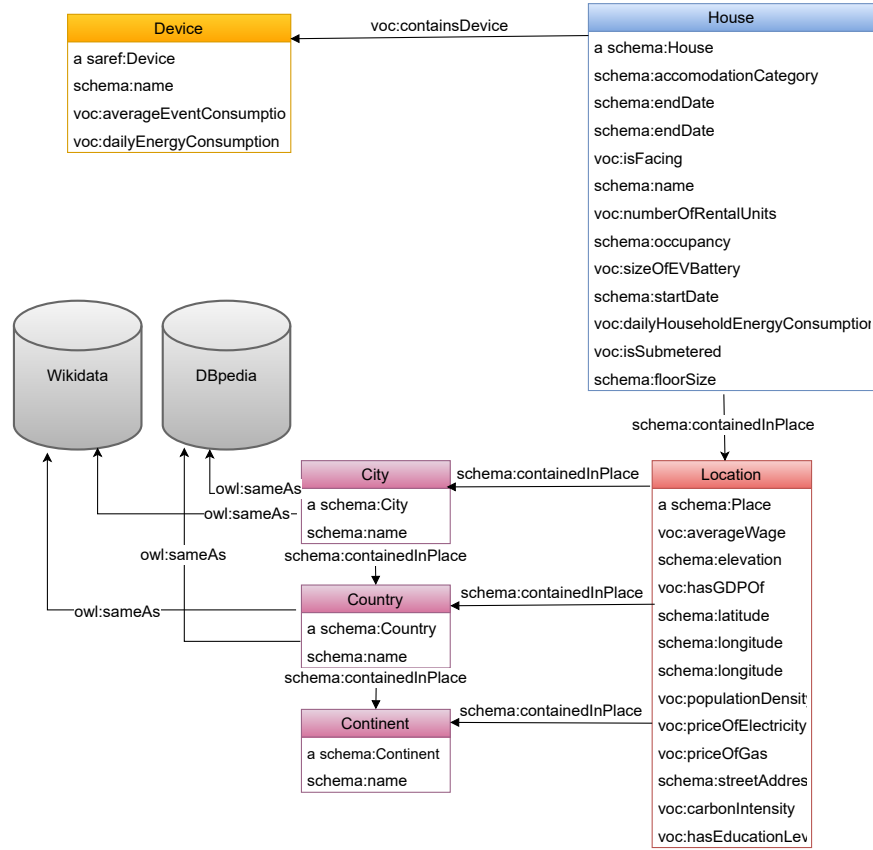 Device
a saref:Device
schema:name
voc:averageEventConsumptio
voc:dailyEnergyConsumption
voc:containsDevice
House
a schema:House
schema:accomodationCategory
schema:endDate
schema:endDate
voc:isFacing
schema:name
voc:numberOfRentalUnits
schema:occupancy
voc:sizeOfEVBattery
schema:startDate
voc:dailyHouseholdEnergyConsumption
voc:isSubmetered
schema:floorSize
schema:containedInPlace
Wikidata
DBpedia
owl:sameAs
owl:sameAs
owl:sameAs
owl:sameAs
City
a schema:City
schema:name
schema:containedInPlace
schema:containedInPlace
Country
a schema:Country
schema:name
schema:containedInPlace
schema:containedInPlace
Continent
a schema:Continent
schema:name
schema:containedInPlace
Location
a schema:Place
voc:averageWage
schema:elevation
voc:hasGDPOf
schema:latitude
schema:longitude
schema:longitude
voc:populationDensit
voc:priceOfElectricity
voc:priceOfGas
schema:streetAddres
voc:carbonIntensity
voc:hasEducationLev